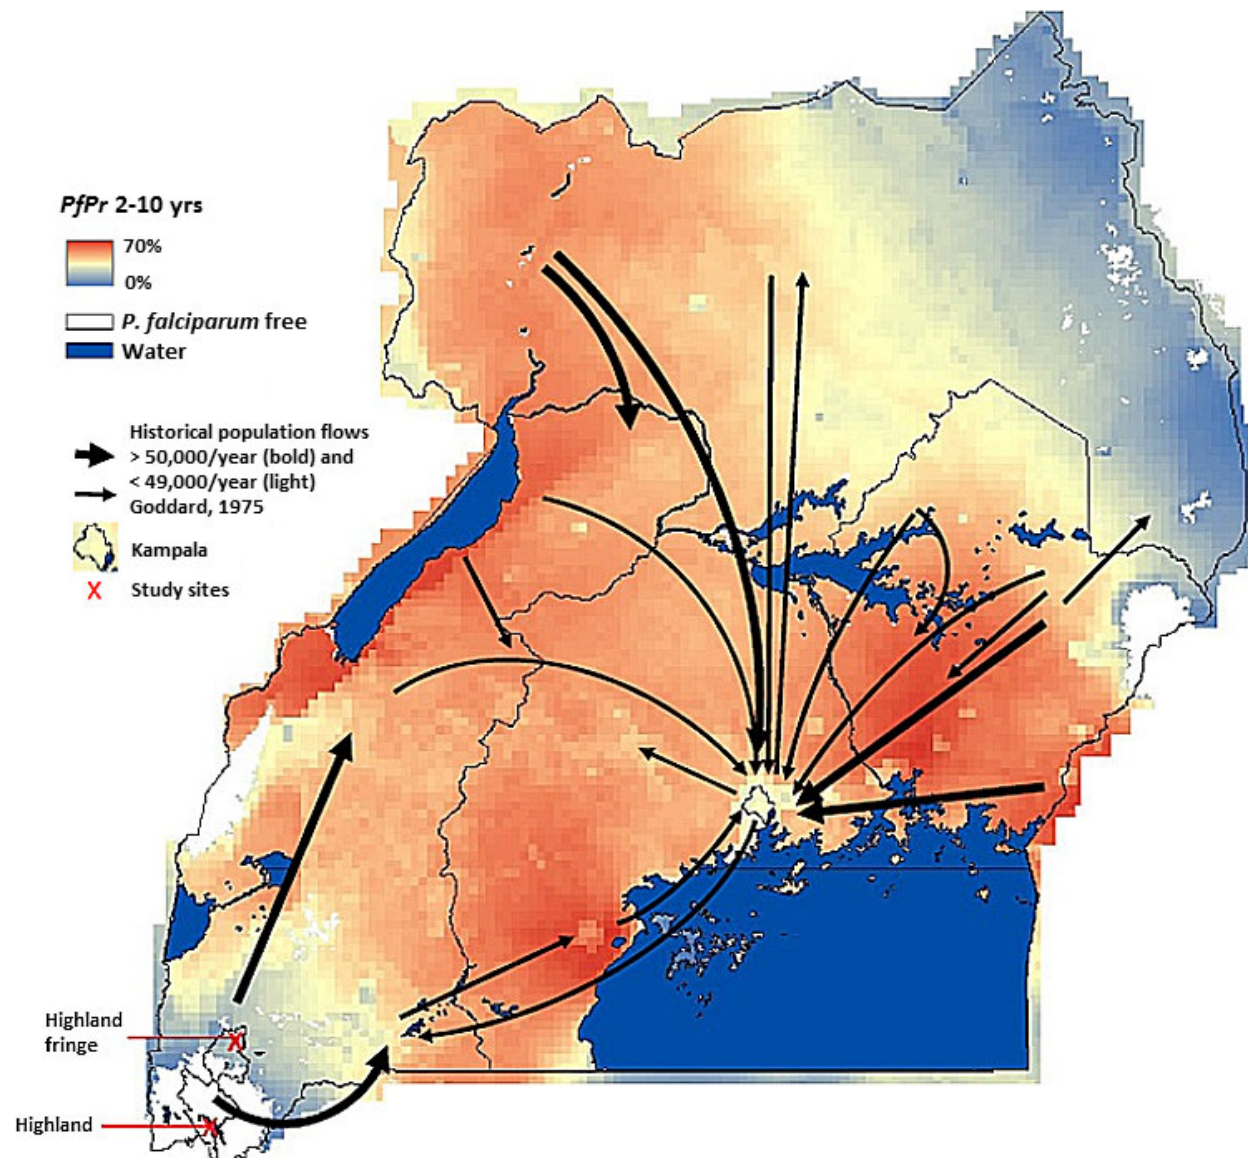 PfPr 2-10 yrs
70%
0%
P. falciparum free
Water
Historical population flows
> 50,000/year (bold) and
< 49,000/year (light)
Goddard, 1975
Kampala
X Study sites
Highland
fringe
X
Highland
X